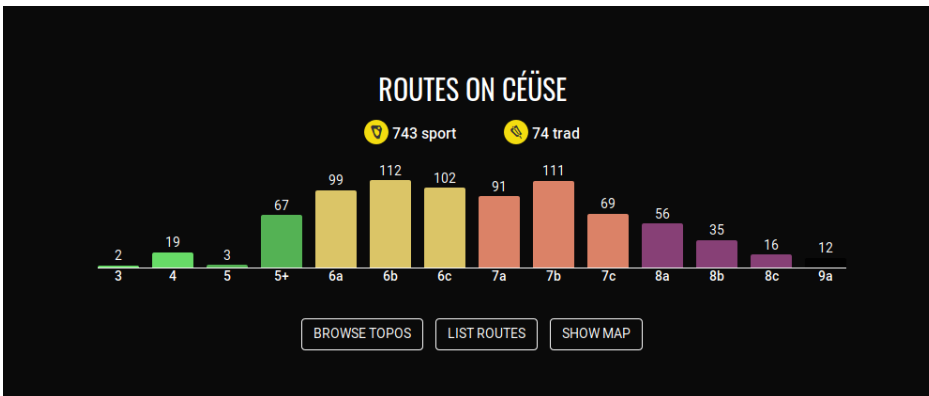 ROUTES ON CÉÜSE
743 sport 74 trad
2 19 3 67 99 112 102 91 111 69 56 35 16 12
3 4 5 5+ 6a 6b 6c 7a 7b 7c 8a 8b 8c 9a
BROWSE TOPOS LIST ROUTES SHOW MAP